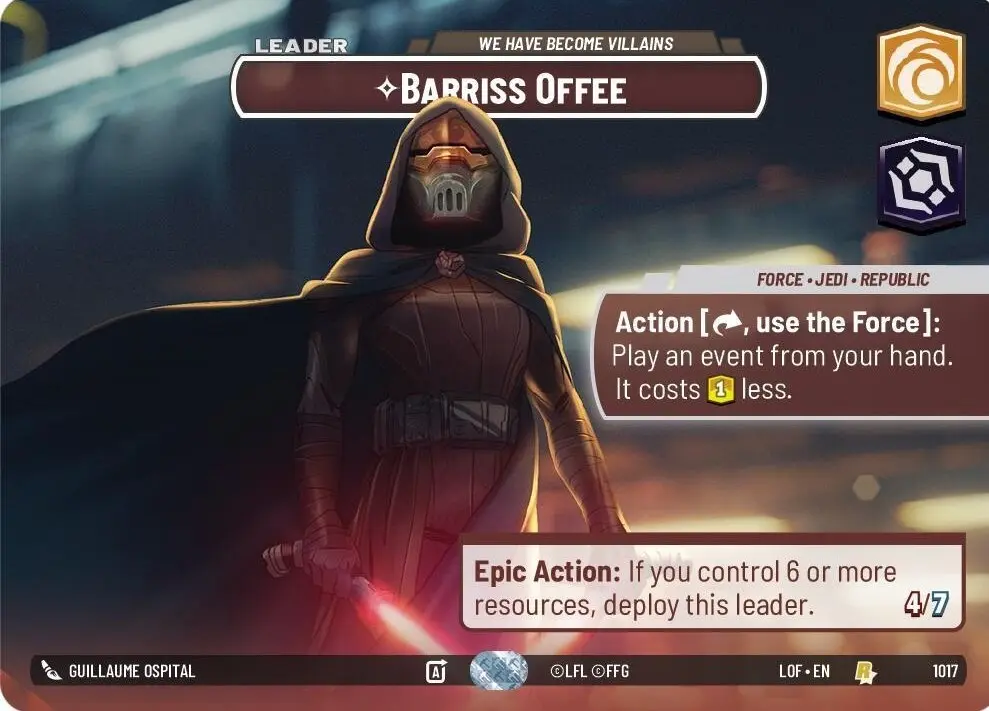 LEADER
WE HAVE BECOME VILLAINS
BARRISS OFFEE
FORCE • JEDI • REPUBLIC
Action [, use the Force]:
Play an event from your hand.
It costs 1 less.
Epic Action: If you control 6 or more
resources, deploy this leader.
4/7
GUILLAUME OSPITAL
A
©LFL ©FFG
LOF • EN
R
1017